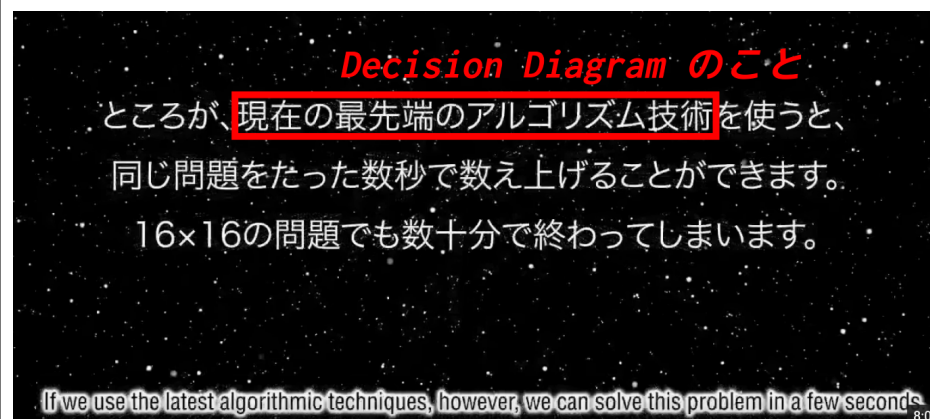 Decision Diagram のこと
ところが、現在の最先端のアルゴリズム技術を使うと、
同じ問題をたった数秒で数え上げることができます。
16×16の問題でも数十分で終わってしまいます。
If we use the latest algorithmic techniques, however, we can solve this problem in a few seconds